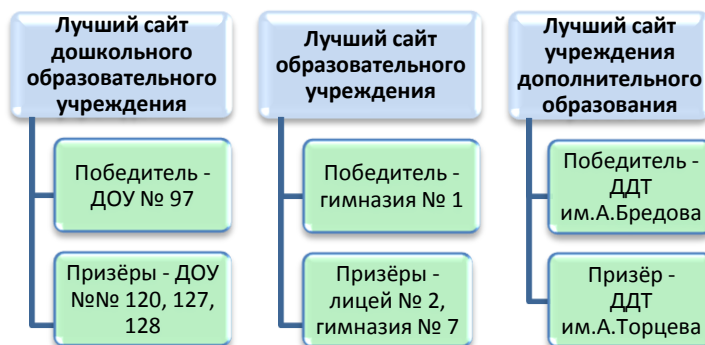 Лучший сайт
дошкольного
образовательного
учреждения
Победитель -
ДОУ № 97
Призёры - ДОУ
№№ 120, 127,
128
Лучший сайт
образовательного
учреждения
Победитель -
гимназия № 1
Призёры -
лицей № 2,
гимназия № 7
Лучший сайт
учреждения
дополнительного
образования
Победитель -
ДДТ
им.А.Бредова
Призёр -
ДДТ
им.А.Торцева